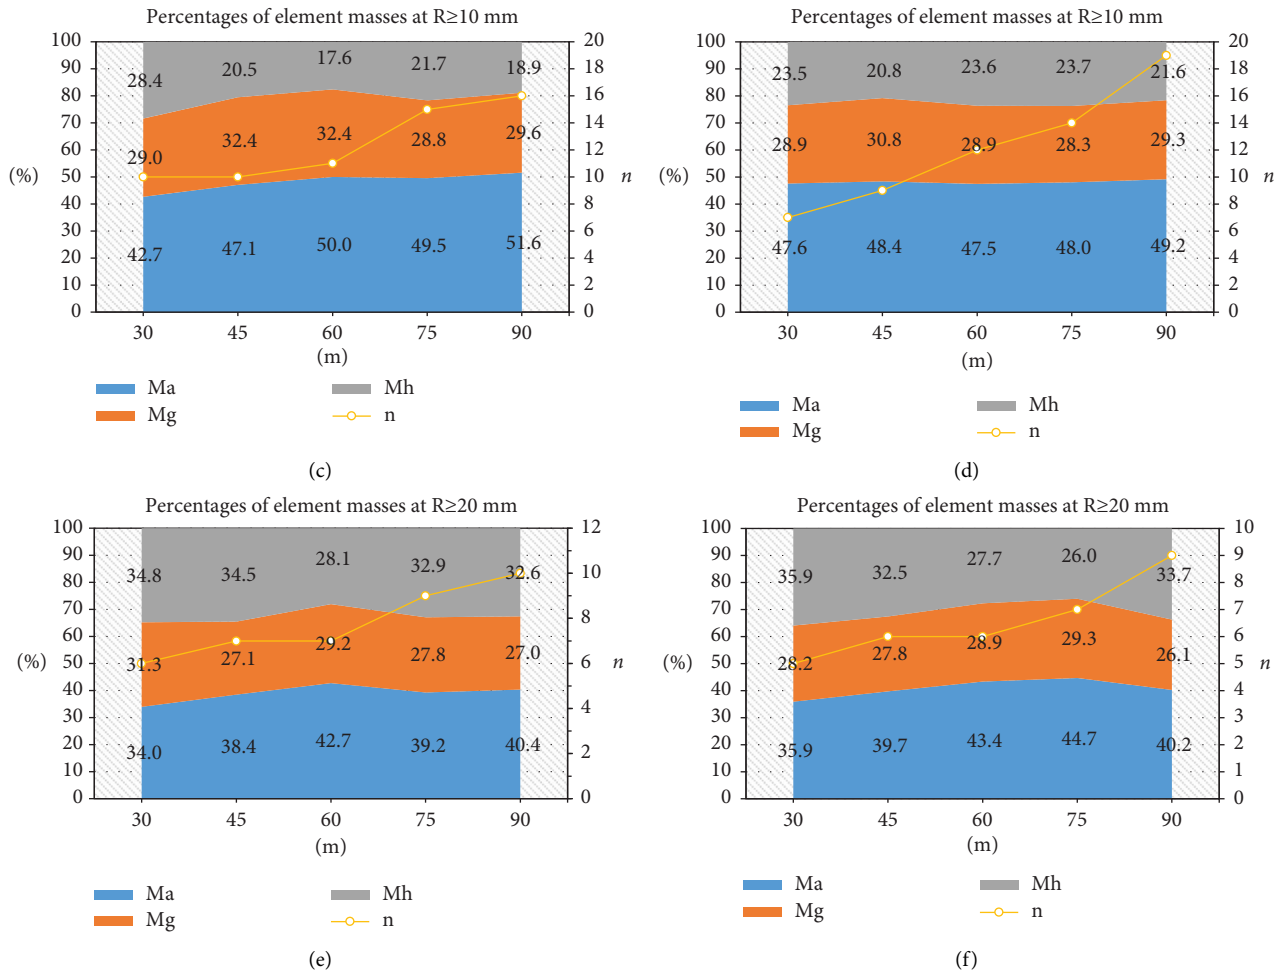 Percentages of element masses at R≥10 mm
100
90
80
70
60
50
40
30
20
10
0
(%)
28.4 20.5 17.6 21.7 18.9
29.0 32.4 32.4 28.8 29.6
42.7 47.1 50.0 49.5 51.6
20
18
16
14
12
10
8
6
4
2
0
n
30 45 60 75 90
(m)
Ma Mh
Mg n
(c)
Percentages of element masses at R≥10 mm
100
90
80
70
60
50
40
30
20
10
0
(%)
23.5 20.8 23.6 23.7 21.6
28.9 30.8 28.9 28.3 29.3
47.6 48.4 47.5 48.0 49.2
20
18
16
14
12
10
8
6
4
2
0
n
30 45 60 75 90
(m)
Ma Mh
Mg n
(d)
Percentages of element masses at R≥20 mm
100
90
80
70
60
50
40
30
20
10
0
(%)
34.8 34.5 28.1 32.9 32.6
31.3 27.1 29.2 27.8 27.0
34.0 38.4 42.7 39.2 40.4
12
10
8
6
4
2
0
n
30 45 60 75 90
(m)
Ma Mh
Mg n
(e)
Percentages of element masses at R≥20 mm
100
90
80
70
60
50
40
30
20
10
0
(%)
35.9 32.5 27.7 26.0 33.7
28.2 27.8 28.9 29.3 26.1
35.9 39.7 43.4 44.7 40.2
10
9
8
7
6
5
4
3
2
1
0
n
30 45 60 75 90
(m)
Ma Mh
Mg n
(f)